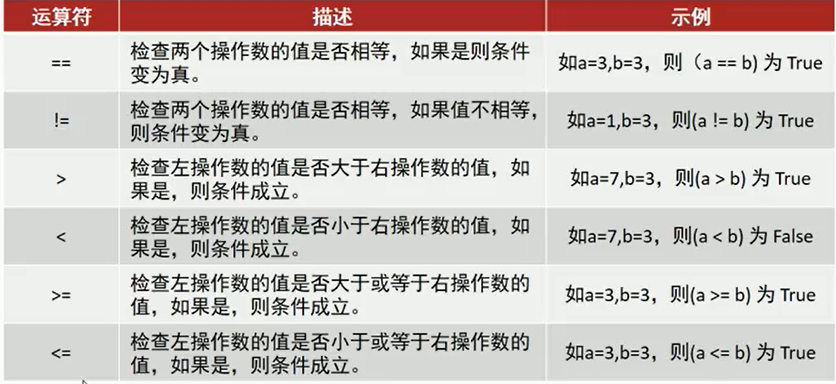 运算符 描述 示例
== 检查两个操作数的值是否相等，如果是则条件
变为真。 如a=3,b=3，则（a == b) 为 True
!= 检查两个操作数的值是否相等，如果值不相等，
则条件变为真。 如a=1,b=3，则(a != b) 为 True
> 检查左操作数的值是否大于右操作数的值，如
果是，则条件成立。 如a=7,b=3，则(a > b) 为 True
< 检查左操作数的值是否小于右操作数的值，如
果是，则条件成立。 如a=7,b=3，则(a < b) 为 False
>= 检查左操作数的值是否大于或等于右操作数的
值，如果是，则条件成立。 如a=3,b=3，则(a >= b) 为 True
<= 检查左操作数的值是否小于或等于右操作数的
值，如果是，则条件成立。 如a=3,b=3，则(a <= b) 为 True